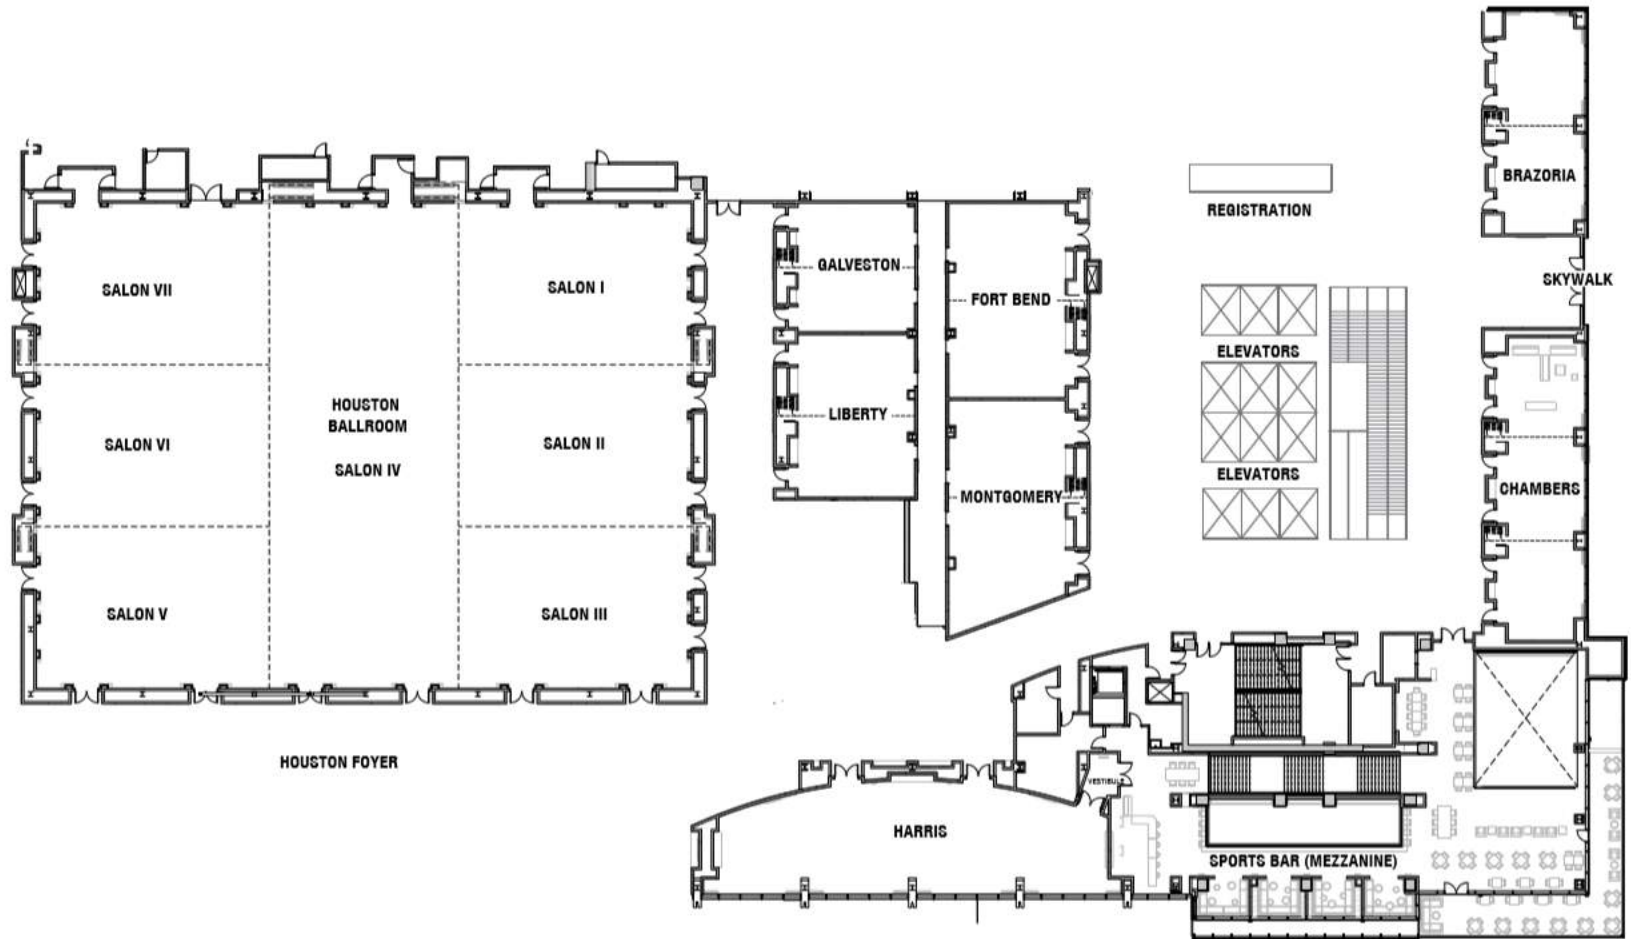 BRAZORIA
REGISTRATION
SKYWALK
GALVESTON
SALON VII
SALON I
FORT BEND
ELEVATORS
HOUSTON
BALLROOM
LIBERTY
SALON VI
SALON II
SALON IV
ELEVATORS
CHAMBERS
MONTGOMERY
SALON V
SALON III
HOUSTON FOYER
VESTIBULE
HARRIS
SPORTS BAR (MEZZANINE)